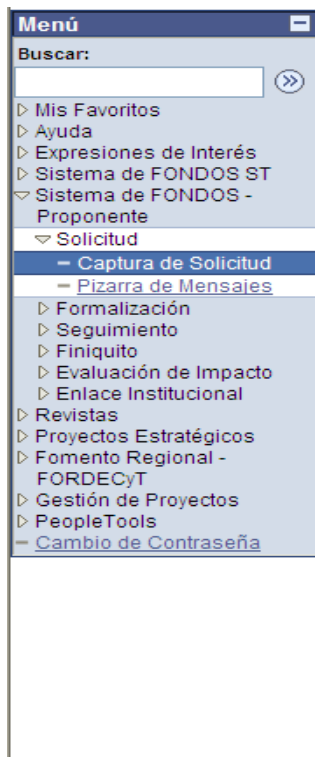 Menú
Buscar:
Mis Favoritos
Ayuda
Expresiones de Interés
Sistema de FONDOS ST
Sistema de FONDOS -
Proponente
Solicitud
Captura de Solicitud
Pizarra de Mensajes
Formalización
Seguimiento
Finiquito
Evaluación de Impacto
Enlace Institucional
Revistas
Proyectos Estratégicos
Fomento Regional -
FORDECyT
Gestión de Proyectos
PeopleTools
Cambio de Contraseña